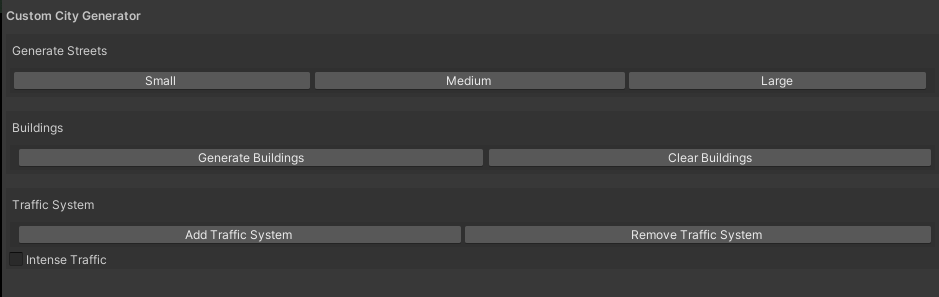 Custom City Generator
Generate Streets
Small Medium Large
Buildings
Generate Buildings Clear Buildings
Traffic System
Add Traffic System Remove Traffic System
Intense Traffic